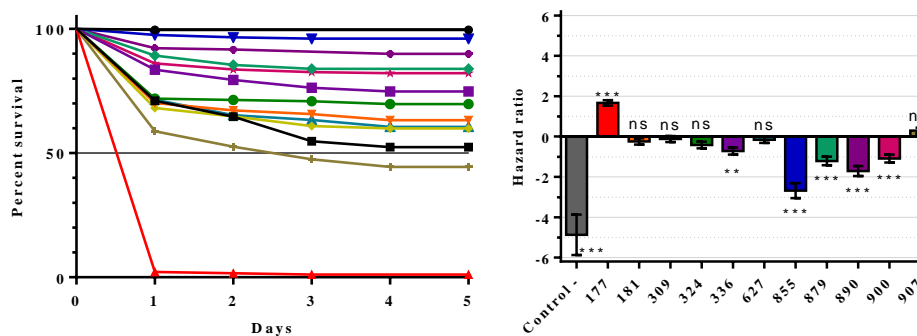 100
50
0
Percent survival
0 1 2 3 4 5
Days
6
4
2
0
-2
-4
-6
Hazard ratio
***
***
ns
ns
ns
**
ns
***
***
***
***
Control- 177 181 309 324 336 627 855 879 890 900 907